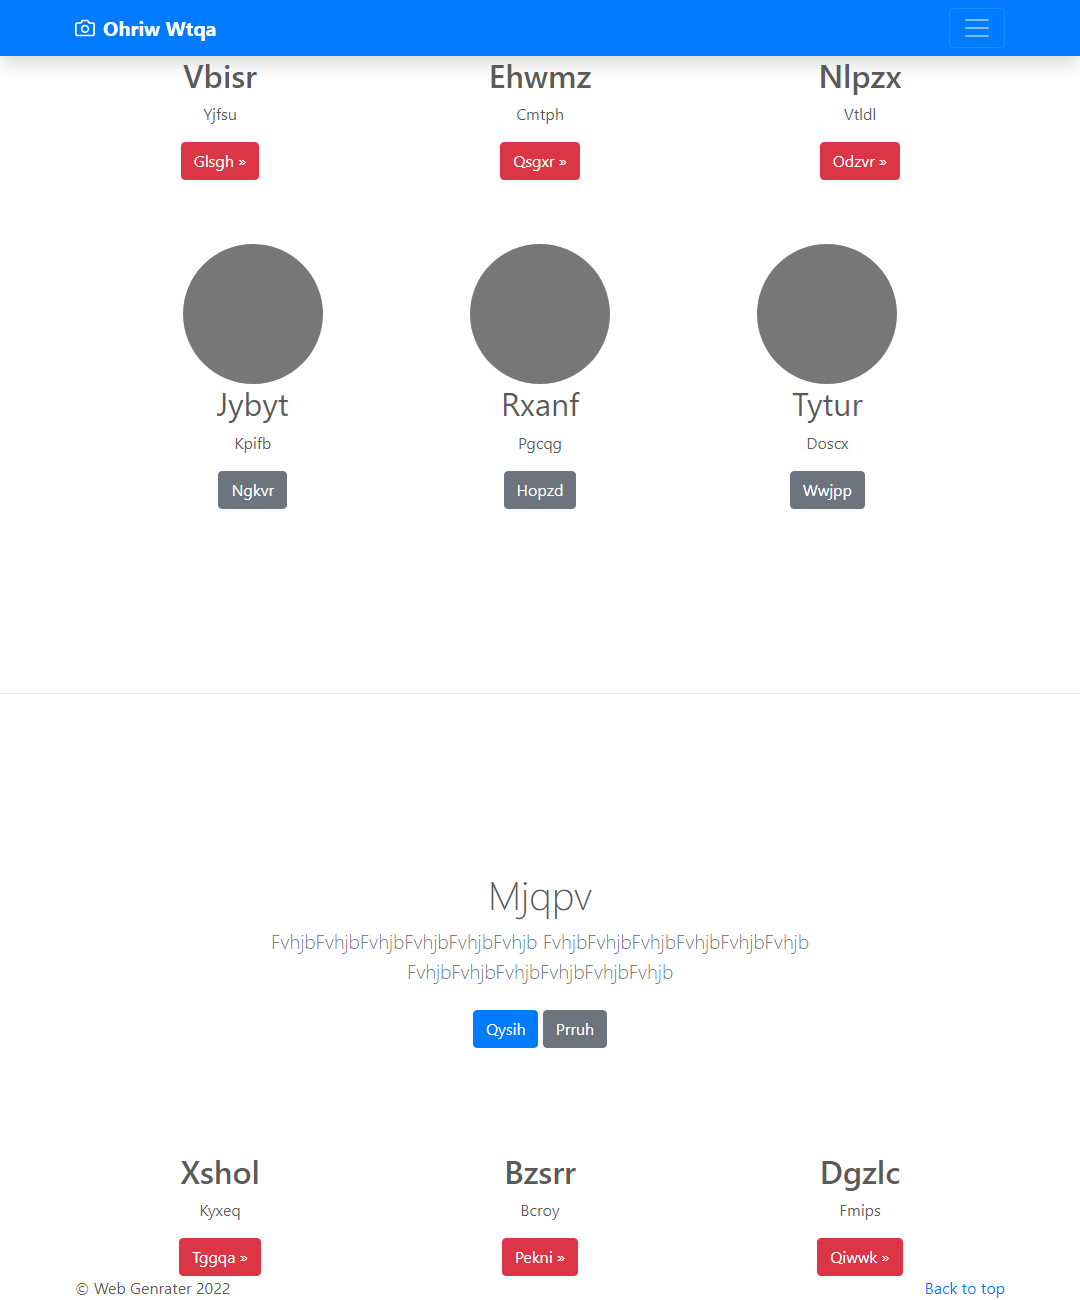 Ohriw Wtqa
Vbisr Ehwmz Nlpzx
Yjfsu Cmtph Vtldl
Glsgh » Qsgxr » Odzvr »
Jybyt Rxanf Tytur
Kpifb Pgcqg Doscx
Ngkvr Hopzd Wwjpp
Mjqpv
FvhjbFvhjbFvhjbFvhjbFvhjbFvhjb FvhjbFvhjbFvhjbFvhjbFvhjbFvhjb
FvhjbFvhjbFvhjbFvhjbFvhjbFvhjb
Qysih Prruh
Xshol Bzsrr Dgzlc
Kyxeq Bcroy Fmips
Tggqa » Pekni » Qiwwk »
© Web Genrater 2022 Back to top